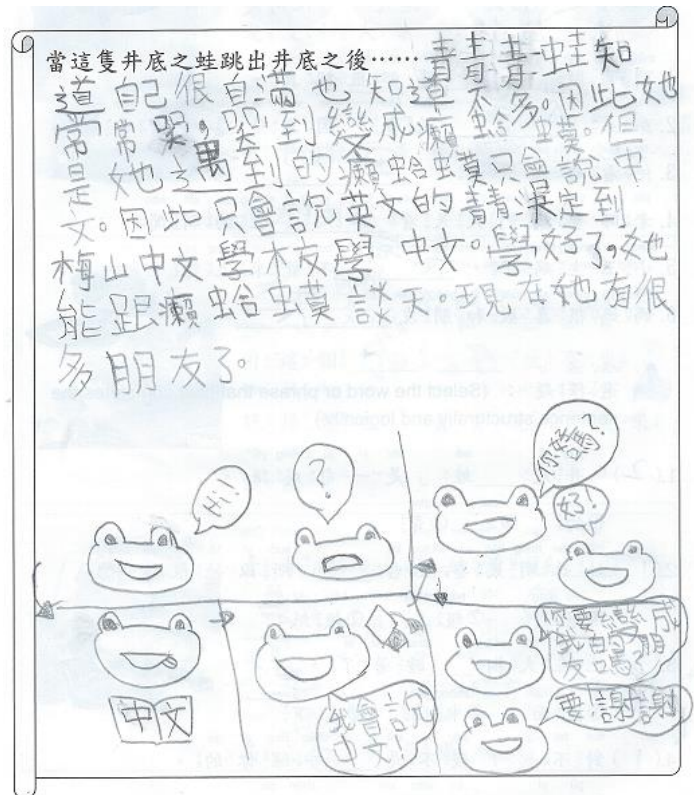 當這隻井底之蛙跳出井底之後……青青青蛙知
道自己很自滿也知道不多。因此她
常常哭。哭到變成癩蛤蟆。但
是她遇到的癩蛤蟆只會說中
文。因此只會說英文的青青決定到
梅山中文學校學中文。學好了。她
能跟癩蛤蟆談天。現在她有很
多朋友了。
Hi!
?
你好嗎?
好!
中文
我會說
中文!
你要變成
我的朋
友嗎?
要謝謝